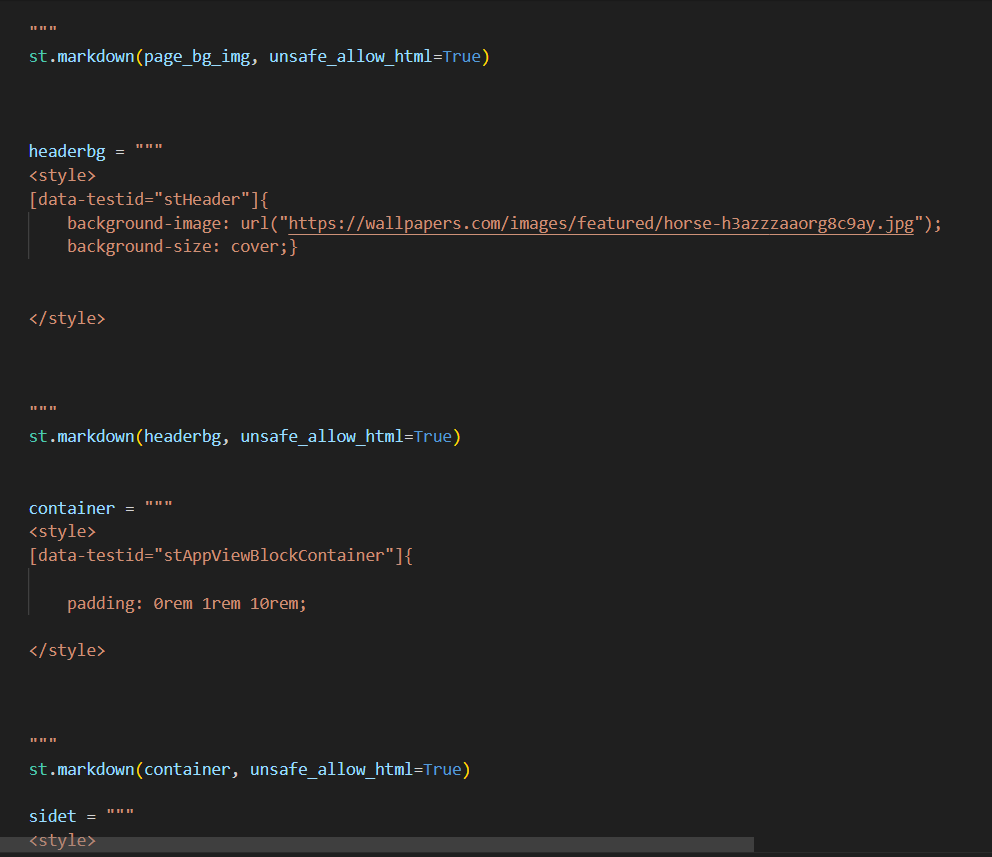 """
st.markdown(page_bg_img, unsafe_allow_html=True)
headerbg = """
<style>
[data-testid="stHeader"]{
    background-image: url("https://wallpapers.com/images/featured/horse-h3azzzaaorg8c9ay.jpg");
    background-size: cover;}
</style>
"""
st.markdown(headerbg, unsafe_allow_html=True)
container = """
<style>
[data-testid="stAppViewBlockContainer"]{
    padding: 0rem 1rem 10rem;
</style>
"""
st.markdown(container, unsafe_allow_html=True)
sidet = """
<style>